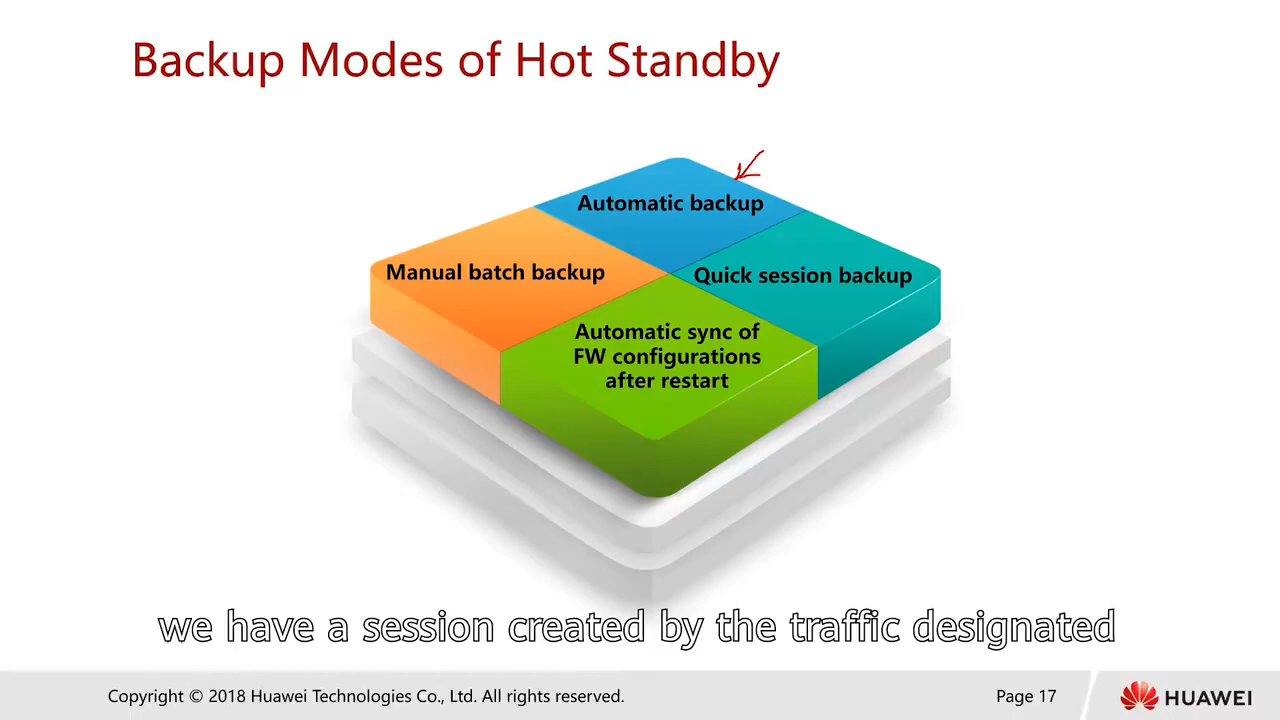 Backup Modes of Hot Standby
Automatic backup
Manual batch backup
Quick session backup
Automatic sync of
FW configurations
after restart
we have a session created by the traffic designated
Copyright © 2018 Huawei Technologies Co., Ltd. All rights reserved.
Page 17
HUAWEI